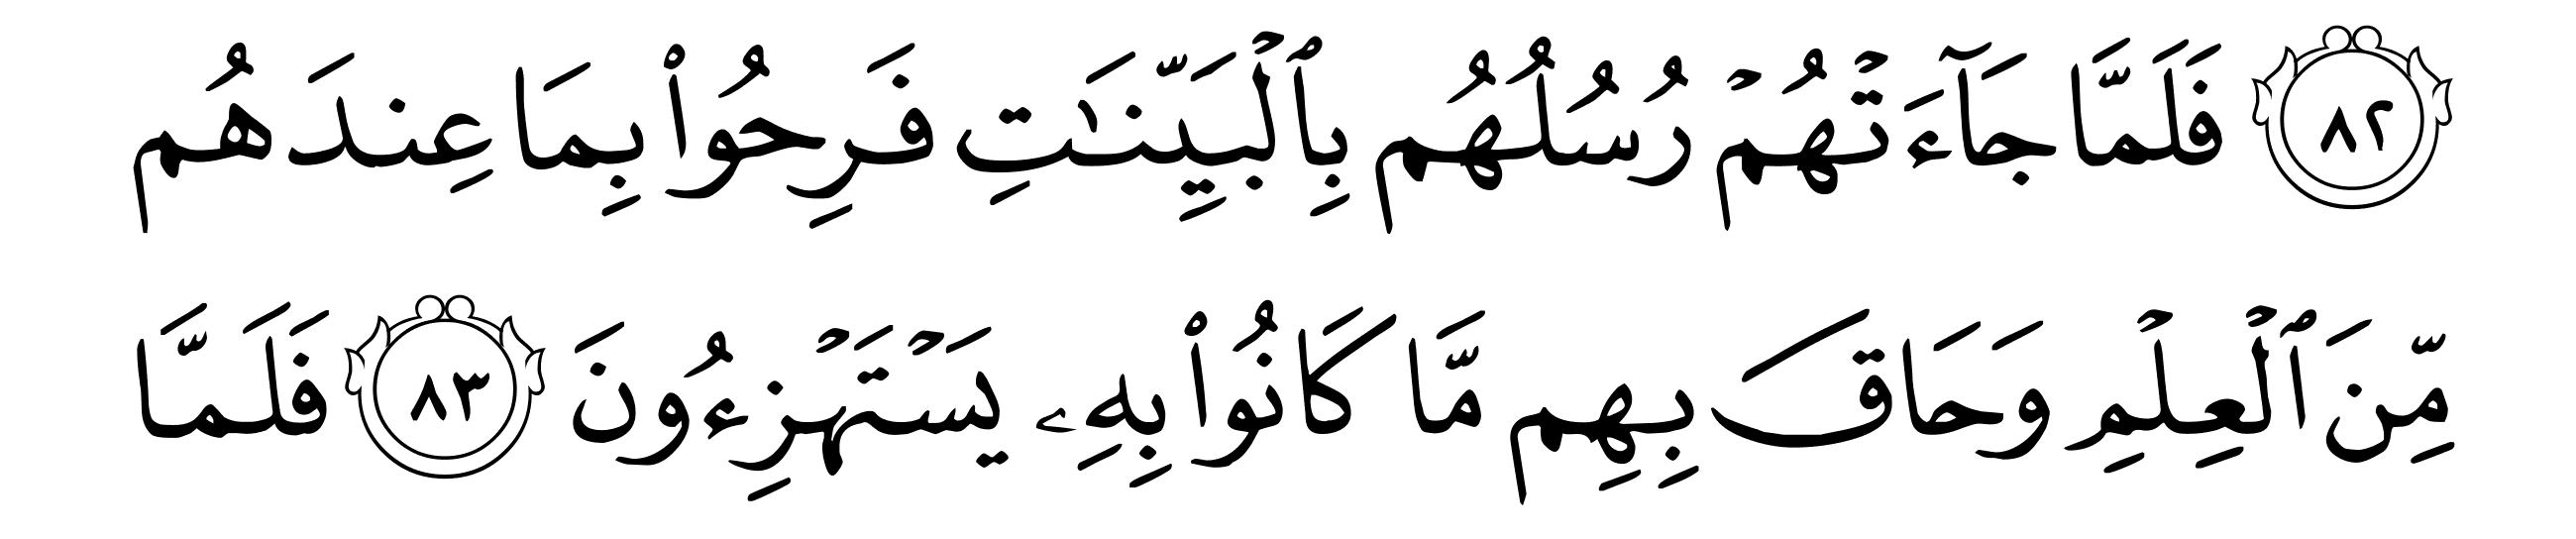 ٨٢ فَلَمَّا جَآءَتْهُمْ رُسُلُهُم بِٱلْبَيِّنَـٰتِ فَرِحُوا۟ بِمَا عِندَهُم
مِّنَ ٱلْعِلْمِ وَحَاقَ بِهِم مَّا كَانُوا۟ بِهِۦ يَسْتَهْزِءُونَ ٨٣ فَلَمَّا